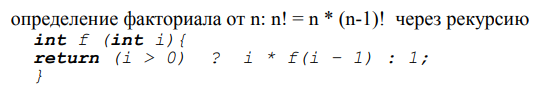 определение факториала от n: n! = n * (n-1)! через рекурсию
int f (int i){
return (i > 0) ? i * f(i - 1) : 1;
}